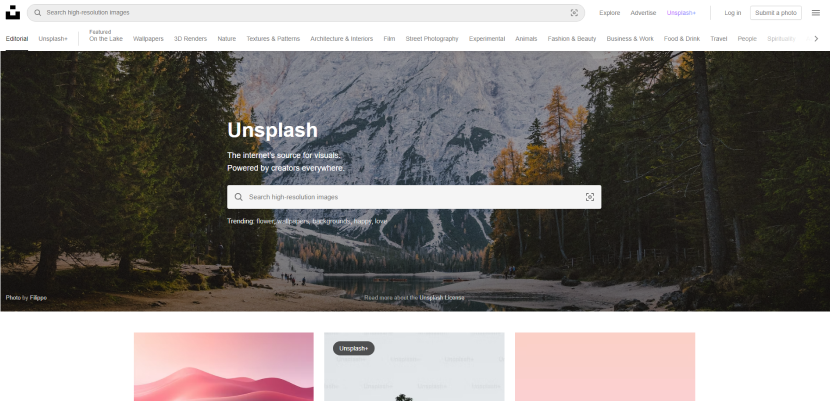 Search high-resolution images
Explore
Advertise
Unsplash+
Log in
Submit a photo
Editorial
Unsplash+
Featured
On the Lake
Wallpapers
3D Renders
Nature
Textures & Patterns
Architecture & Interiors
Film
Street Photography
Experimental
Animals
Fashion & Beauty
Business & Work
Food & Drink
Travel
People
Spirituality
Unsplash
The internet's source for visuals.
Powered by creators everywhere.
Search high-resolution images
Trending: flower, wallpapers, backgrounds, happy, love
Photo by Filippo
Read more about the Unsplash License
Unsplash+